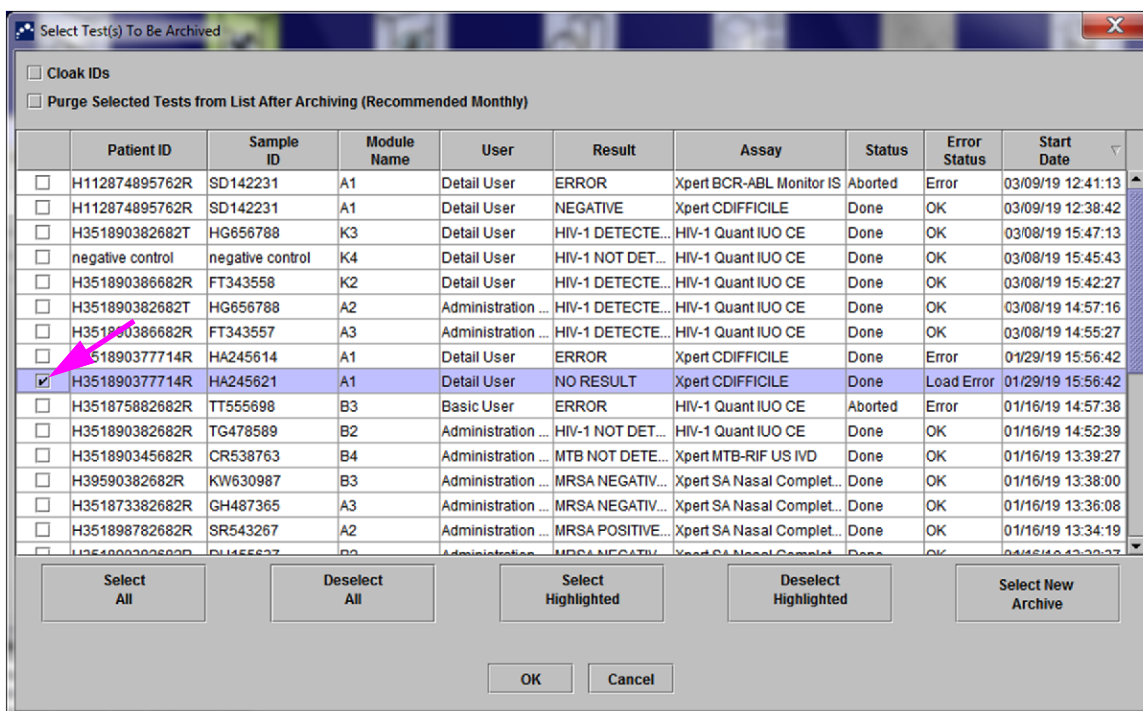 Select Test(s) To Be Archived
Cloak IDs
Purge Selected Tests from List After Archiving (Recommended Monthly)
Patient ID Sample ID Module Name User Result Assay Status Error Status Start Date
H112874895762R SD142231 A1 Detail User ERROR Xpert BCR-ABL Monitor IS Aborted Error 03/09/19 12:41:13
H112874895762R SD142231 A1 Detail User NEGATIVE Xpert CDIFFICILE Done OK 03/09/19 12:38:42
H351890382682T HG656788 K3 Detail User HIV-1 DETECTE... HIV-1 Quant IUO CE Done OK 03/08/19 15:47:13
negative control negative control K4 Detail User HIV-1 NOT DET... HIV-1 Quant IUO CE Done OK 03/08/19 15:45:43
H351890386682R FT343558 K2 Detail User HIV-1 DETECTE... HIV-1 Quant IUO CE Done OK 03/08/19 15:42:27
H351890382682T HG656788 A2 Administration ... HIV-1 DETECTE... HIV-1 Quant IUO CE Done OK 03/08/19 14:57:16
H351890386682R FT343557 A3 Administration ... HIV-1 DETECTE... HIV-1 Quant IUO CE Done OK 03/08/19 14:55:27
351890377714R HA245614 A1 Detail User ERROR Xpert CDIFFICILE Done Error 01/29/19 15:56:42
H351890377714R HA245621 A1 Detail User NO RESULT Xpert CDIFFICILE Done Load Error 01/29/19 15:56:42
H351875882682R TT555698 B3 Basic User ERROR HIV-1 Quant IUO CE Aborted Error 01/16/19 14:57:38
H351890382682R TG478589 B2 Administration ... HIV-1 NOT DET... HIV-1 Quant IUO CE Done OK 01/16/19 14:52:39
H351890345682R CR538763 B4 Administration ... MTB NOT DETE... Xpert MTB-RIF US IVD Done OK 01/16/19 13:39:27
H39590382682R KW630987 B3 Administration ... MRSA NEGATIV... Xpert SA Nasal Complet... Done OK 01/16/19 13:38:00
H351873382682R GH487365 A3 Administration ... MRSA NEGATIV... Xpert SA Nasal Complet... Done OK 01/16/19 13:36:08
H351898782682R SR543267 A2 Administration ... MRSA POSITIVE... Xpert SA Nasal Complet... Done OK 01/16/19 13:34:19
Select All Deselect All Select Highlighted Deselect Highlighted Select New Archive
OK Cancel